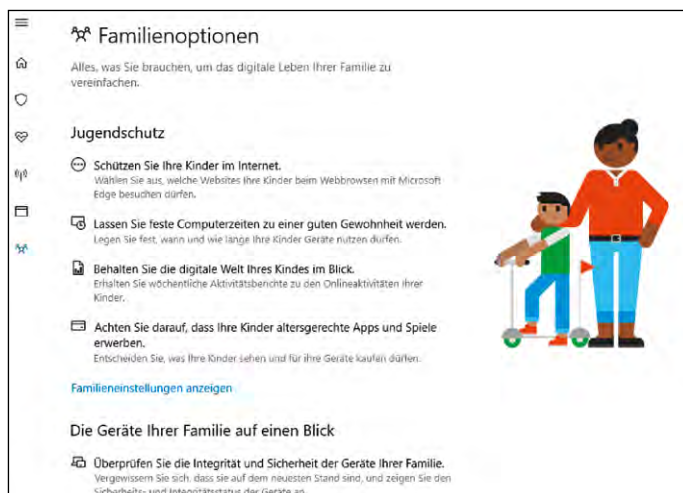 Familienoptionen
Alles, was Sie brauchen, um das digitale Leben Ihrer Familie zu
vereinfachen.
Jugendschutz
Schützen Sie Ihre Kinder im Internet.
Wählen Sie aus, welche Websites Ihre Kinder beim Webbrowsen mit Microsoft
Edge besuchen dürfen.
Lassen Sie feste Computerzeiten zu einer guten Gewohnheit werden.
Legen Sie fest, wann und wie lange Ihre Kinder Geräte nutzen dürfen.
Behalten Sie die digitale Welt Ihres Kindes im Blick.
Erhalten Sie wöchentliche Aktivitätsberichte zu den Onlineaktivitäten Ihrer
Kinder.
Achten Sie darauf, dass Ihre Kinder altersgerechte Apps und Spiele
erwerben.
Entscheiden Sie, was Ihre Kinder sehen und für ihre Geräte kaufen dürfen.
Familieneinstellungen anzeigen
Die Geräte Ihrer Familie auf einen Blick
Überprüfen Sie die Integrität und Sicherheit der Geräte Ihrer Familie.
Vergewissern Sie sich, dass sie auf dem neuesten Stand sind, und zeigen Sie den
Sicherheits- und Integritätsstatus der Geräte an.